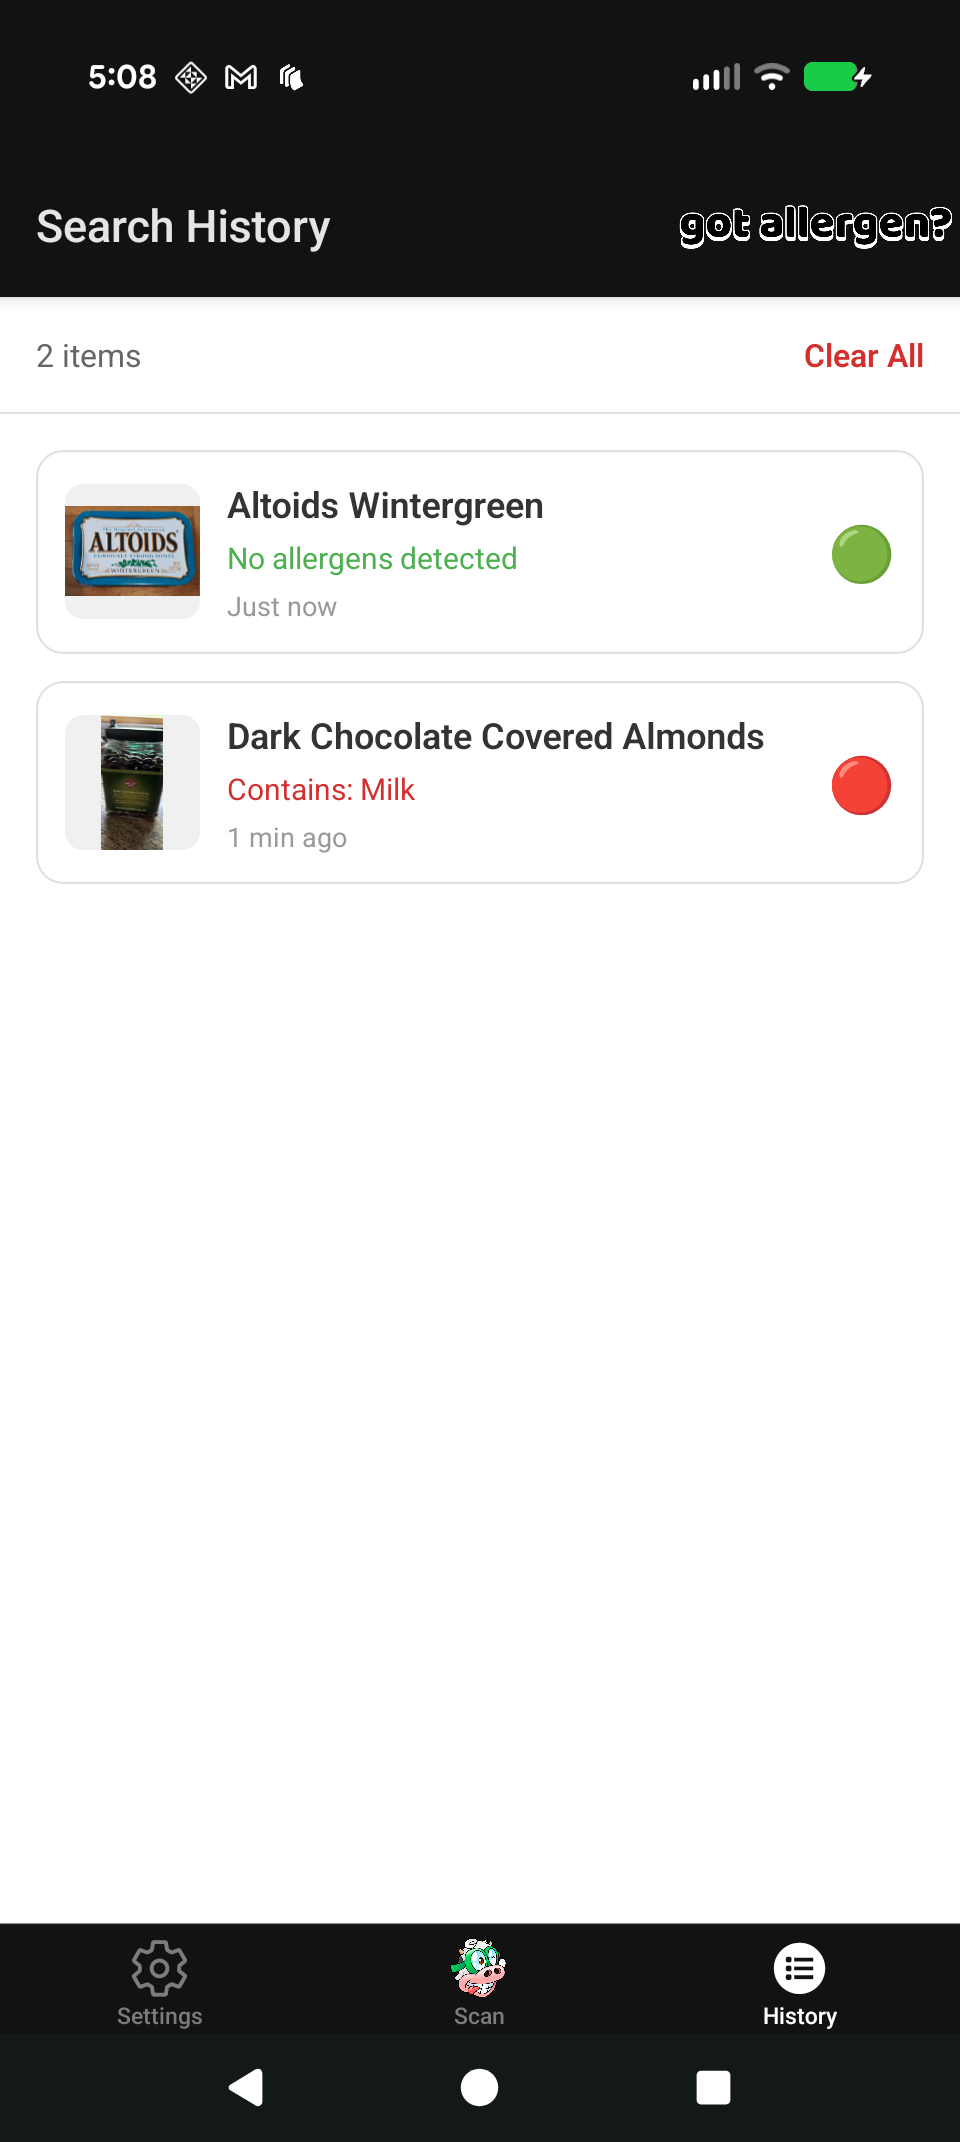 5:08
Search History
got allergen?
2 items
Clear All
ALTOIDS
WINTERGREEN
Altoids Wintergreen
No allergens detected
Just now
Dark Chocolate Covered Almonds
Contains: Milk
1 min ago
Settings
Scan
History